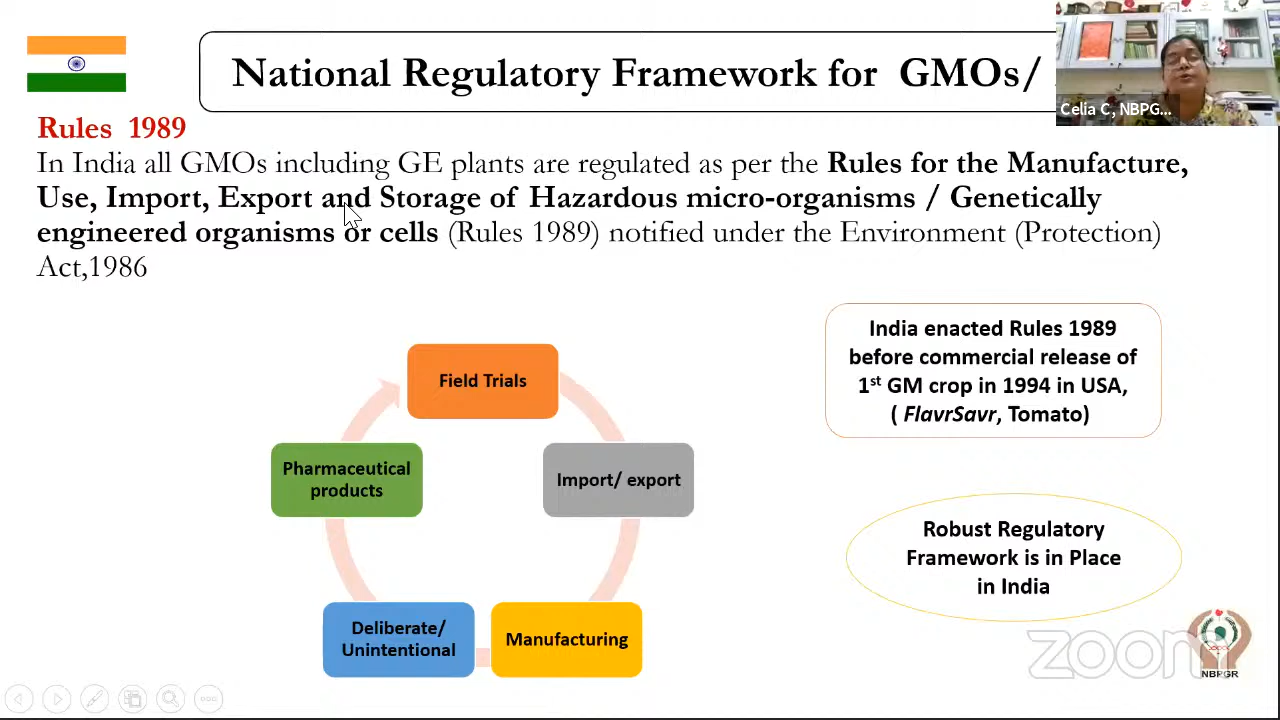 National Regulatory Framework for GMOs/
Celia C, NBPG...
Rules 1989
In India all GMOs including GE plants are regulated as per the Rules for the Manufacture,
Use, Import, Export and Storage of Hazardous micro-organisms / Genetically
engineered organisms or cells (Rules 1989) notified under the Environment (Protection)
Act,1986
Field Trials
Import/ export
Manufacturing
Deliberate/
Unintentional
Pharmaceutical
products
India enacted Rules 1989
before commercial release of
1st GM crop in 1994 in USA,
( FlavrSavr, Tomato)
Robust Regulatory
Framework is in Place
in India
zoom
NBPGR